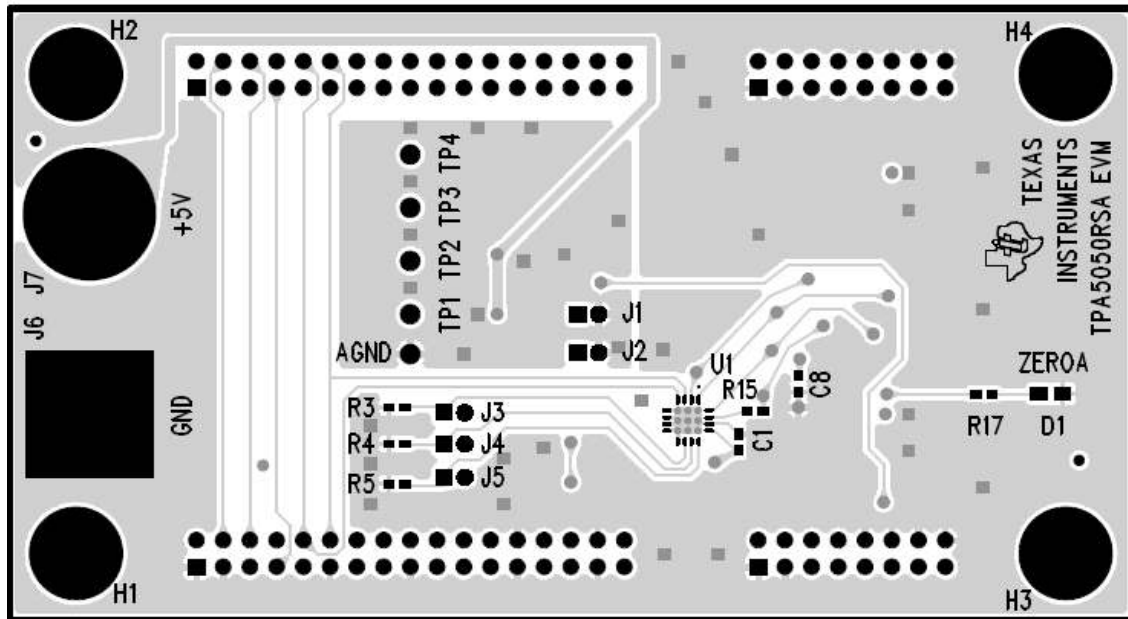 H2
H4
TP4
TP3
TP2
TP1
TEXAS
INSTRUMENTS
TPA5050RSA EVM
+5V
J7
J6
J1
J2
AGND
U1
ZEROA
R15
C8
GND
R3
J3
R4
J4
C1
R17
D1
R5
J5
H1
H3